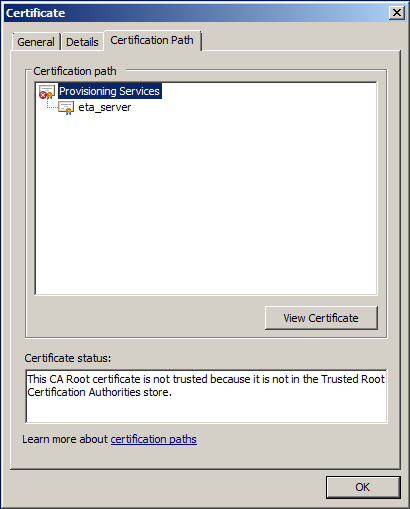 Certificate
General
Details
Certification Path
Certification path
Provisioning Services
eta_server
View Certificate
Certificate status:
This CA Root certificate is not trusted because it is not in the Trusted Root
Certification Authorities store.
Learn more about certification paths
OK